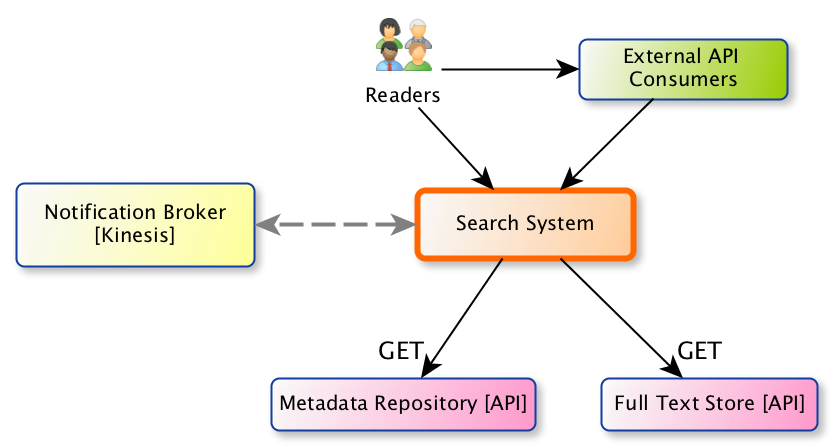 External API
Consumers
Readers
Notification Broker
[Kinesis]
Search System
GET
GET
Metadata Repository [API]
Full Text Store [API]